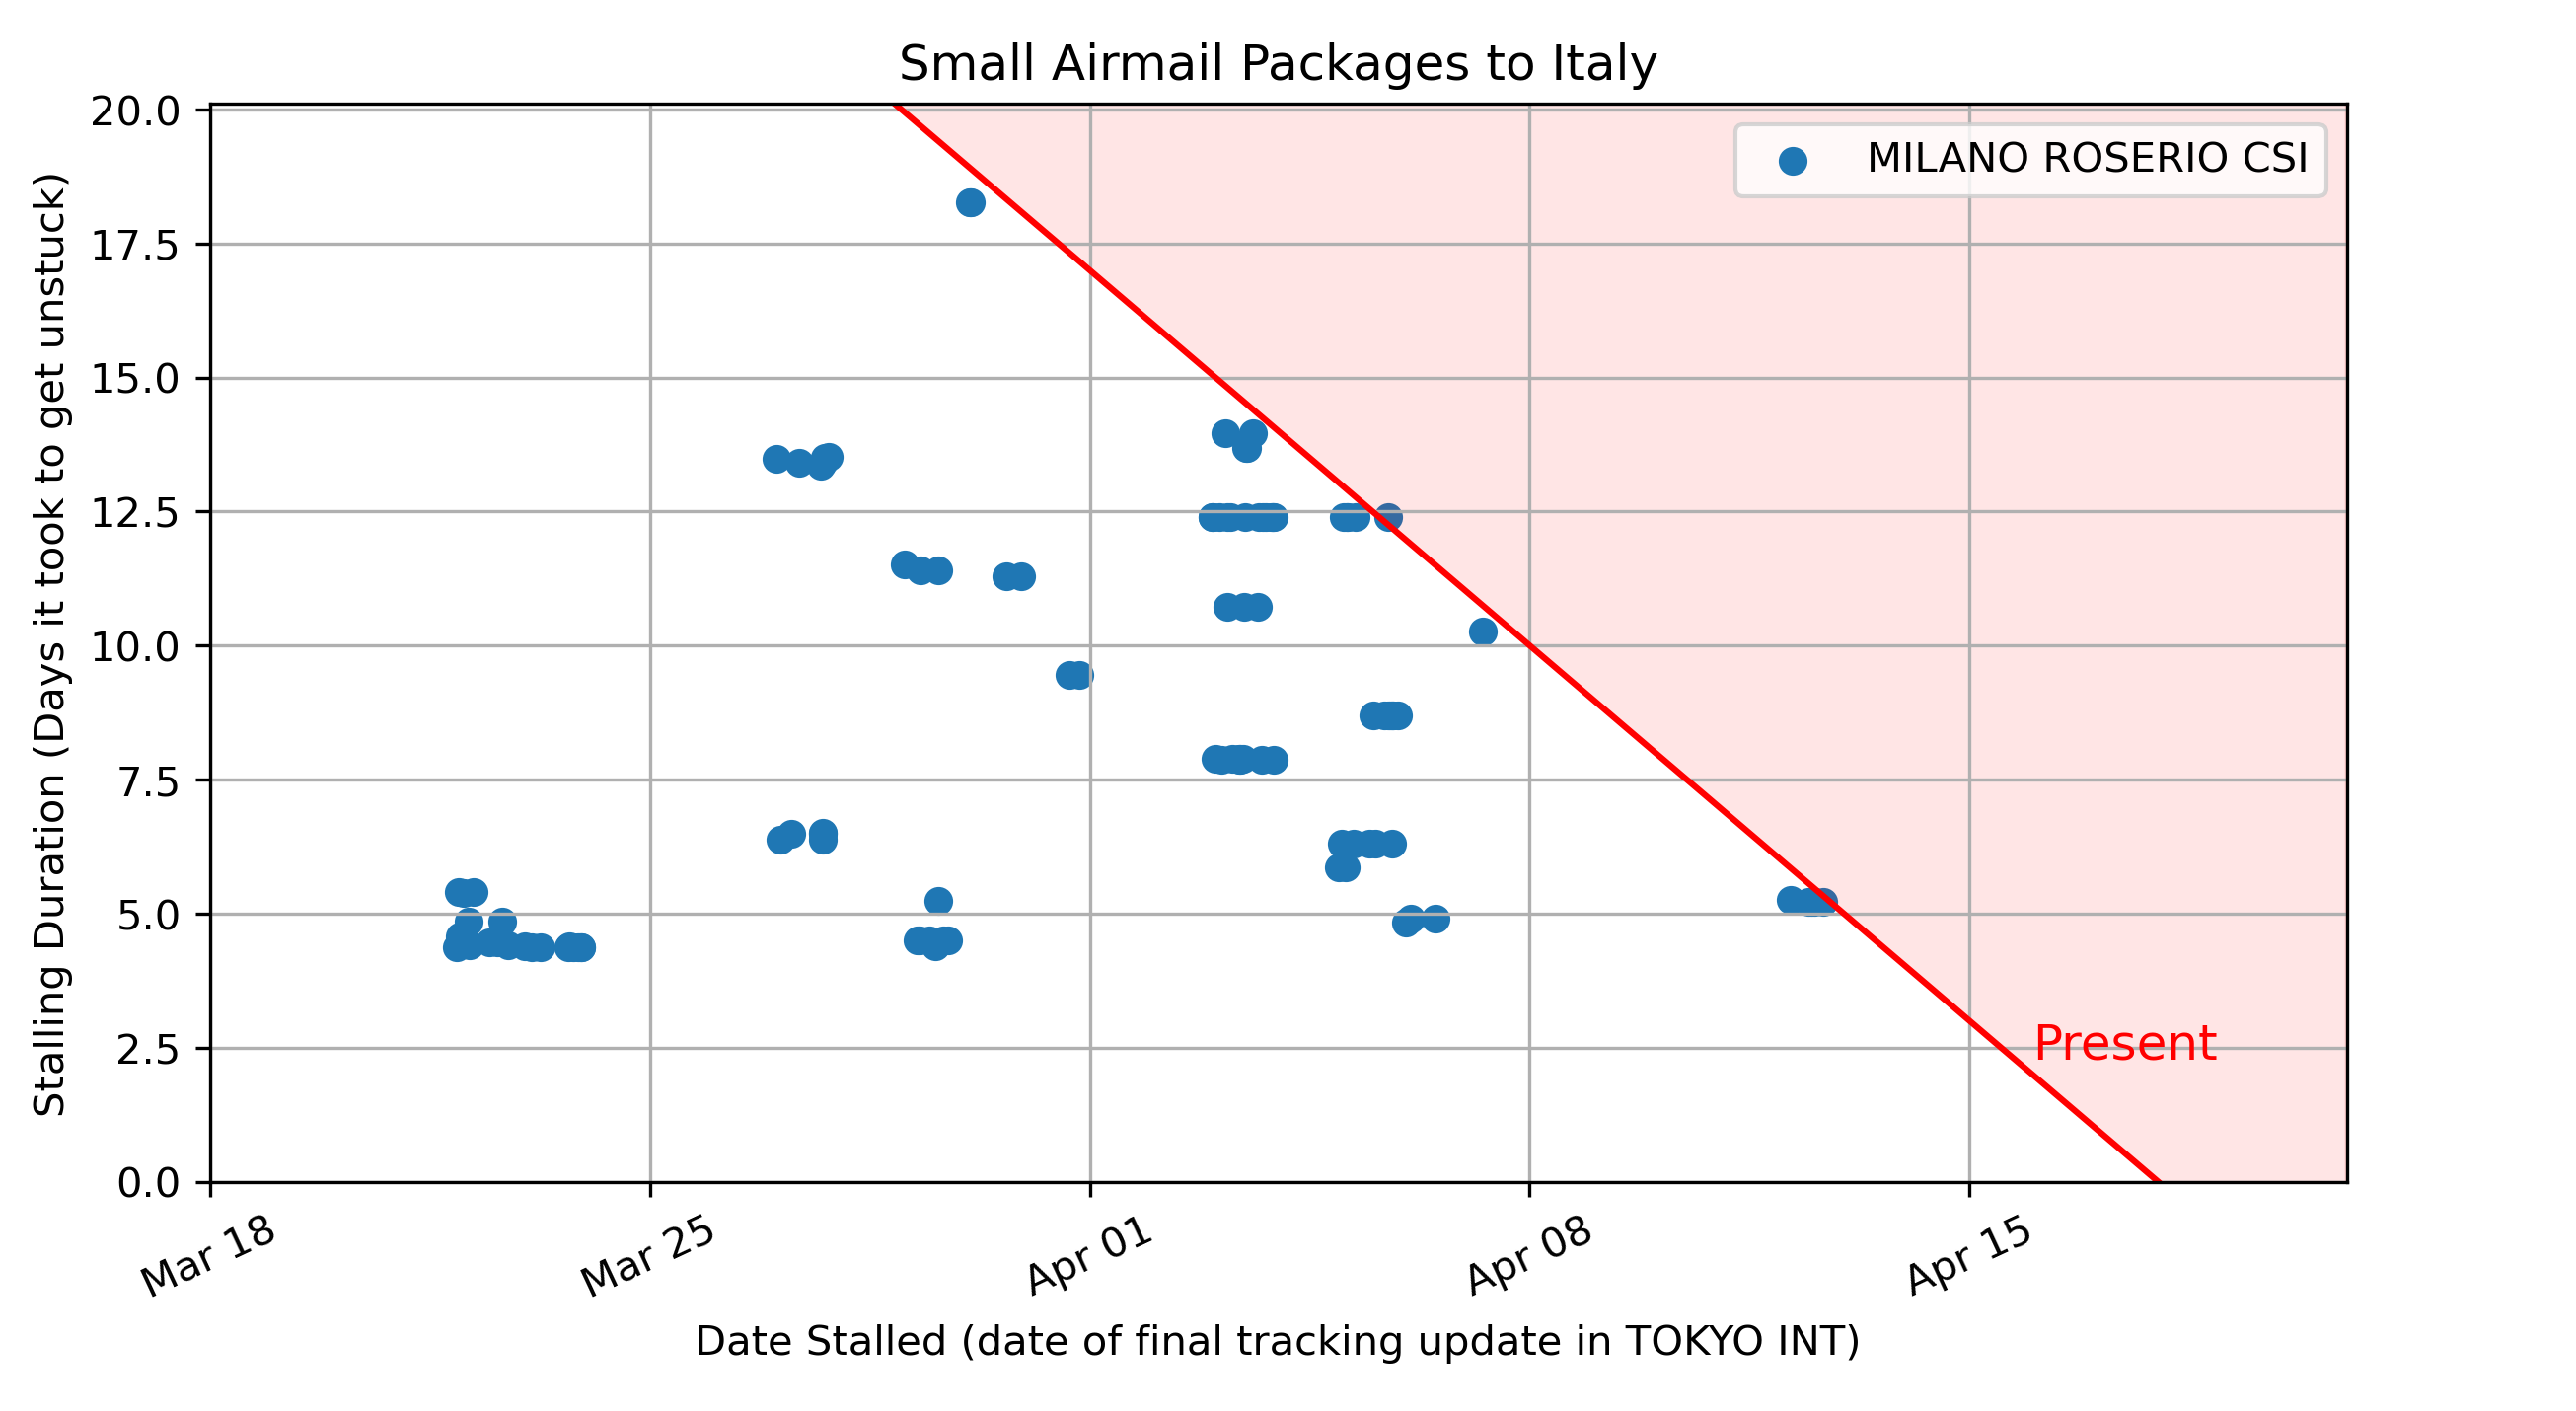 Small Airmail Packages to Italy
MILANO ROSERIO CSI
Stalling Duration (Days it took to get unstuck)
20.0
17.5
15.0
12.5
10.0
7.5
5.0
2.5
0.0
Present
Mar 18
Mar 25
Apr 01
Apr 08
Apr 15
Date Stalled (date of final tracking update in TOKYO INT)